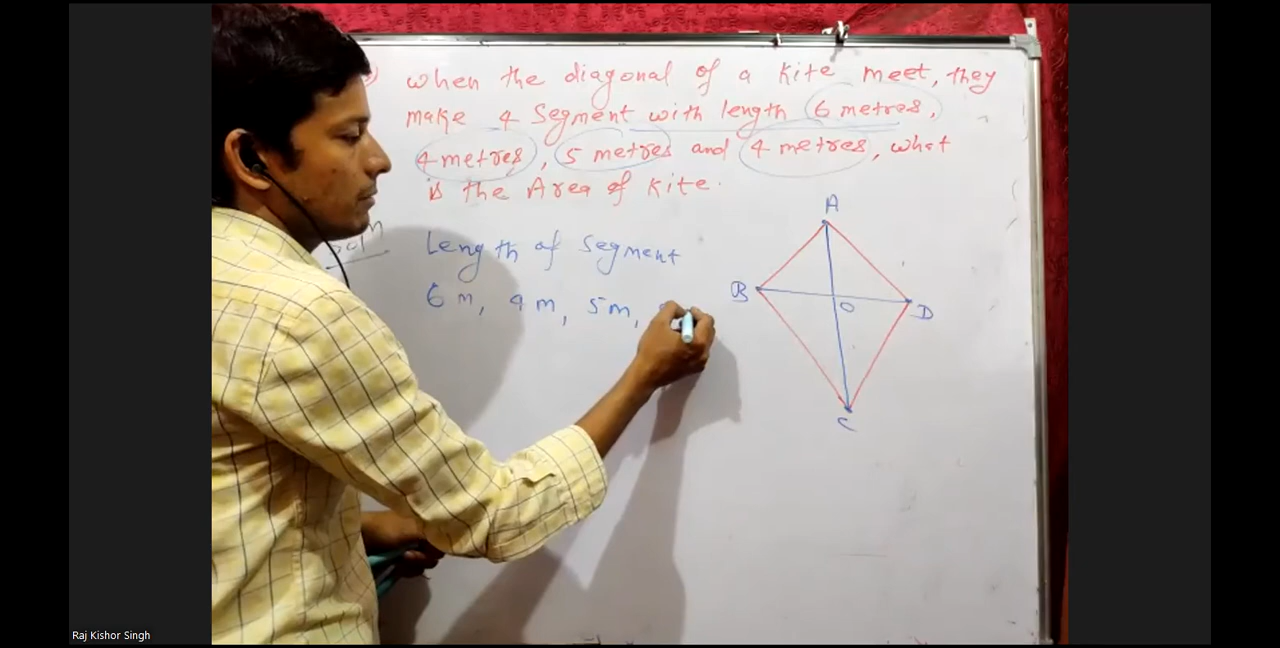 when the diagonal of a kite meet, they
make 4 Segment with length 6 metres,
4 metres, 5 metres and 4 metres, what
is the Area of kite.
Soln
Length of Segment
6 m, 4 m, 5 m,
A
B
O
D
C
Raj Kishor Singh